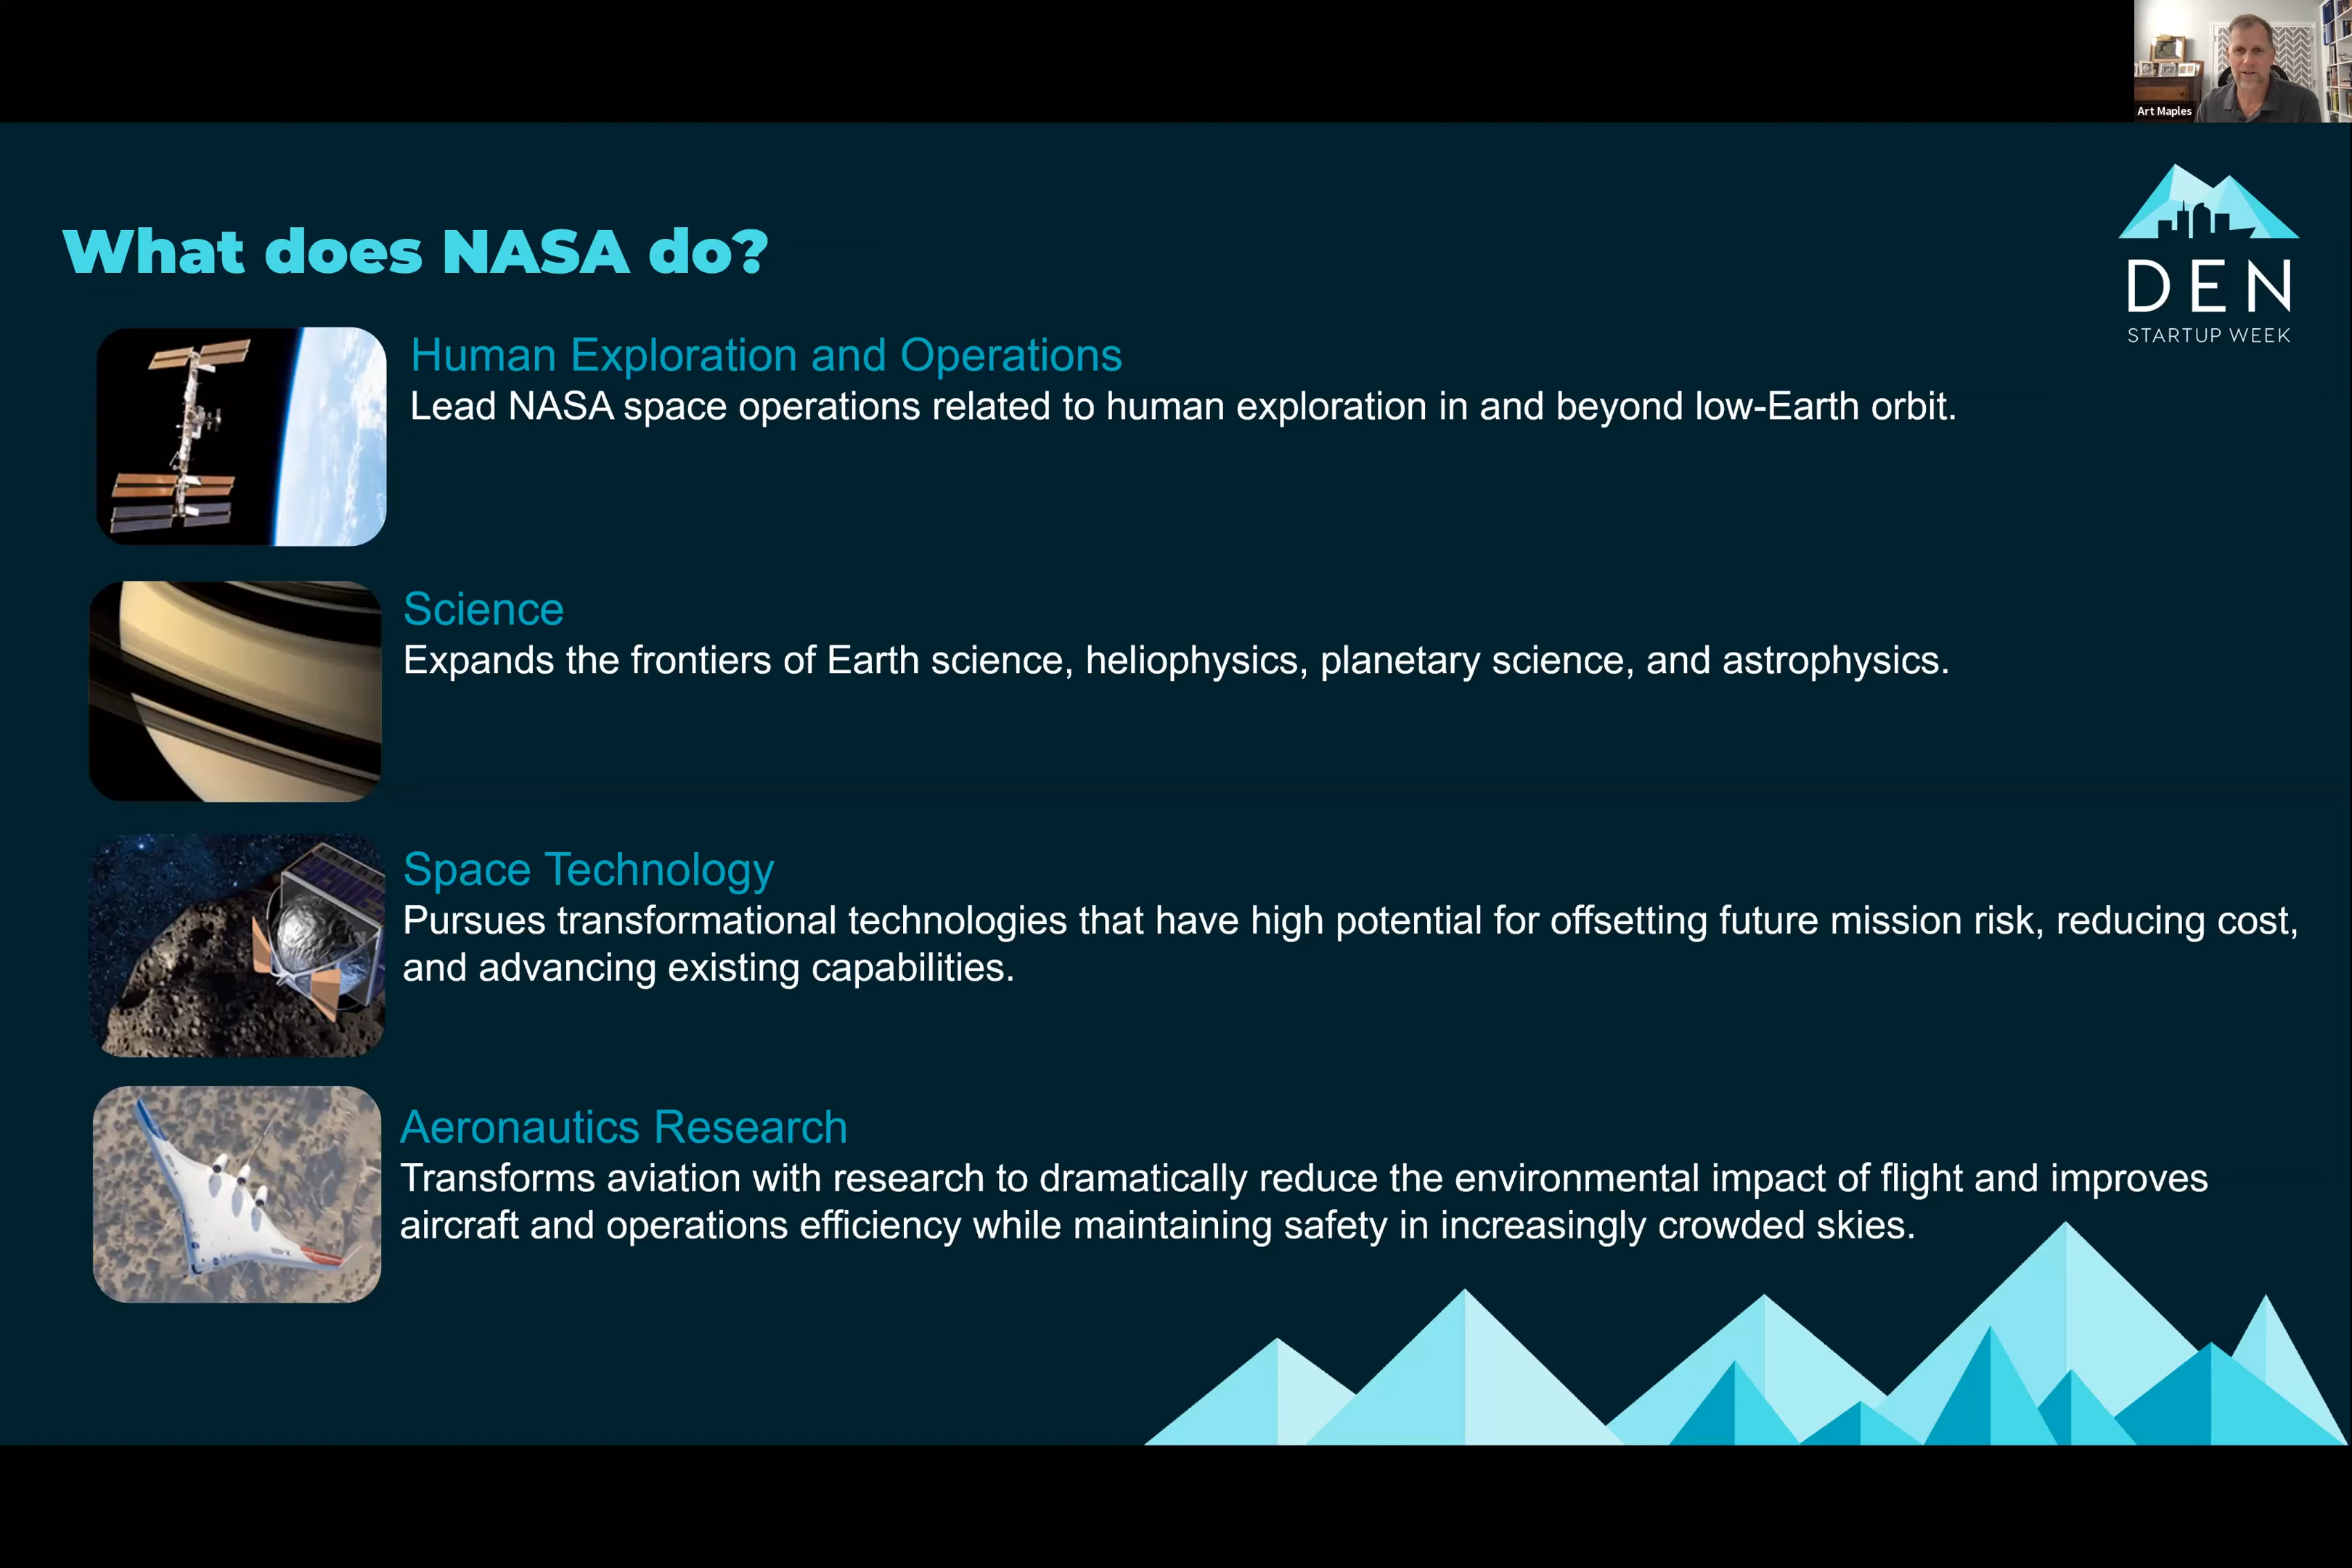 Art Maples
DEN
STARTUP WEEK
What does NASA do?
Human Exploration and Operations
Lead NASA space operations related to human exploration in and beyond low-Earth orbit.
Science
Expands the frontiers of Earth science, heliophysics, planetary science, and astrophysics.
Space Technology
Pursues transformational technologies that have high potential for offsetting future mission risk, reducing cost,
and advancing existing capabilities.
Aeronautics Research
Transforms aviation with research to dramatically reduce the environmental impact of flight and improves
aircraft and operations efficiency while maintaining safety in increasingly crowded skies.